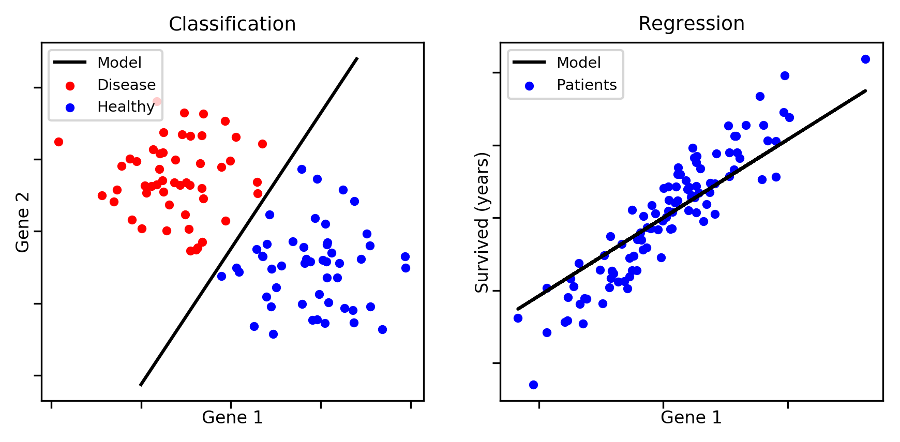 Classification
Model
Disease
Healthy
Gene 2
Gene 1
Regression
Model
Patients
Survived (years)
Gene 1